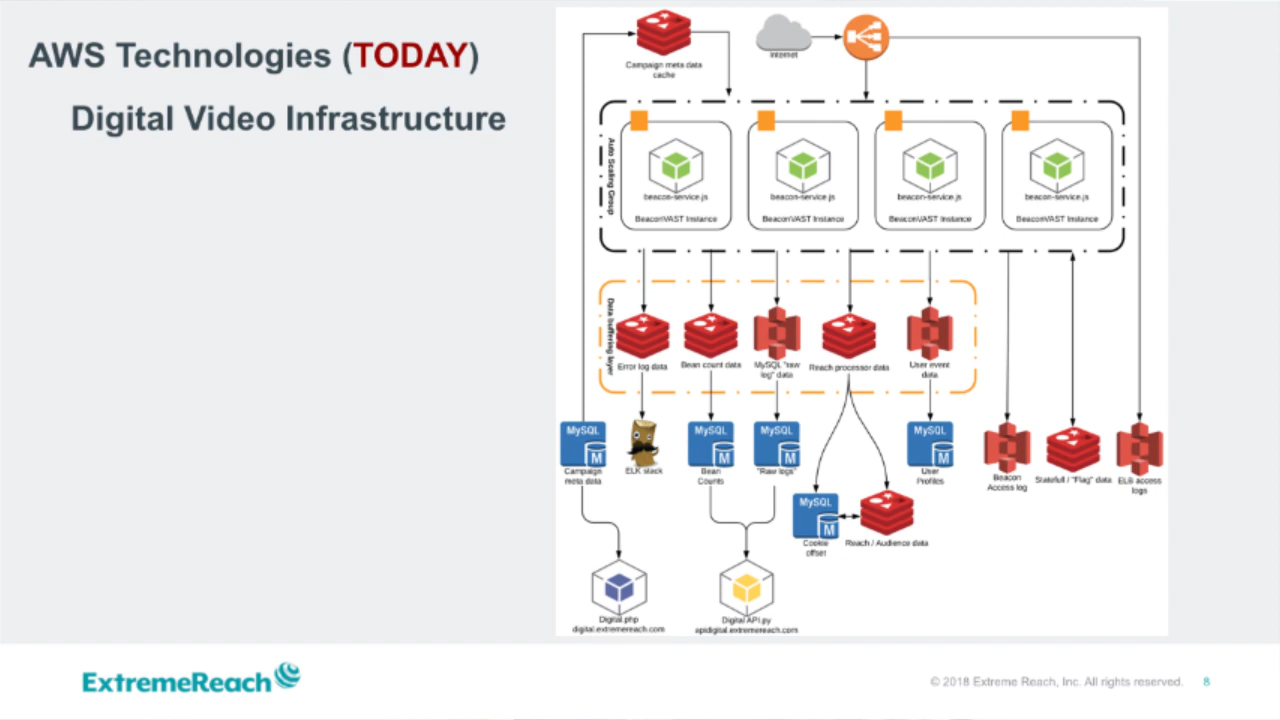 AWS Technologies (TODAY)
Digital Video Infrastructure
Campaign meta data
cache
Internet
Auto Scaling Group
beacon-service.js
BeaconVAST Instance
beacon-service.js
BeaconVAST Instance
beacon-service.js
BeaconVAST Instance
beacon-service.js
BeaconVAST Instance
Data buffering layer
Error log data
Bean count data
MySQL "raw
log" data
Reach processor data
User event
data
MySQL
M
Campaign
meta data
ELK stack
MySQL
M
Bean
Counts
MySQL
M
"Raw logs"
MySQL
M
User
Profiles
Beacon
Access log
Statefull / "Flag" data
ELB access
logs
MySQL
M
Cookie
offset
Reach / Audience data
Digital.php
digital.extremereach.com
Digital API.py
apidigital.extremereach.com
ExtremeReach
© 2018 Extreme Reach, Inc. All rights reserved. 8